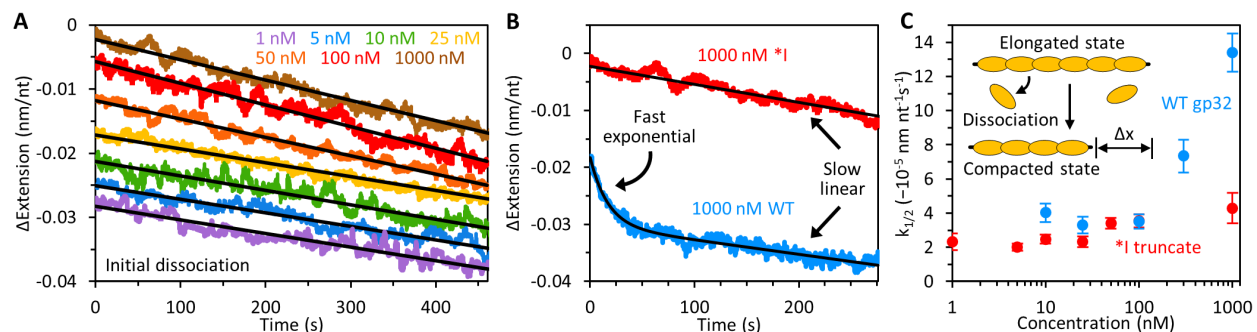 A
ΔExtension (nm/nt)
0
-0.01
-0.02
-0.03
-0.04
1 nM 5 nM 10 nM 25 nM
50 nM 100 nM 1000 nM
Initial dissociation
0 100 200 300 400
Time (s)
B
ΔExtension (nm/nt)
0
-0.01
-0.02
-0.03
-0.04
1000 nM *I
Fast
exponential
Slow
linear
1000 nM WT
0 100 200
Time (s)
C
k1/2 (−10⁻⁵ nm nt⁻¹s⁻¹)
14
12
10
8
6
4
2
0
Elongated state
WT gp32
Dissociation
Δx
Compacted state
*I truncate
1 10 100 1000
Concentration (nM)